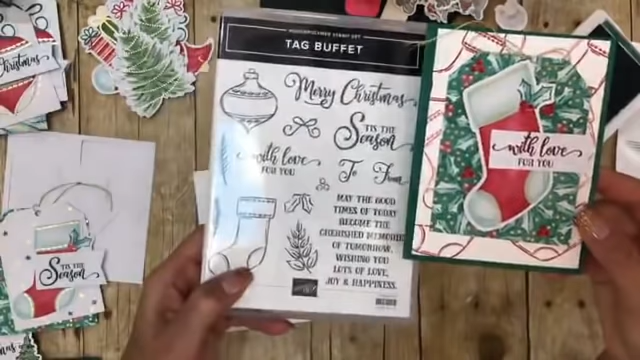 TAG BUFFET
Merry Christmas
'TIS THE
Season
with love
FOR YOU
To From
MAY THE GOOD
TIMES OF TODAY
BECOME THE
CHERISHED MEMORIES
OF TOMORROW.
WISHING YOU
LOTS OF LOVE,
JOY & HAPPINESS.
with love
FOR YOU
Christmas
'TIS THE
Season